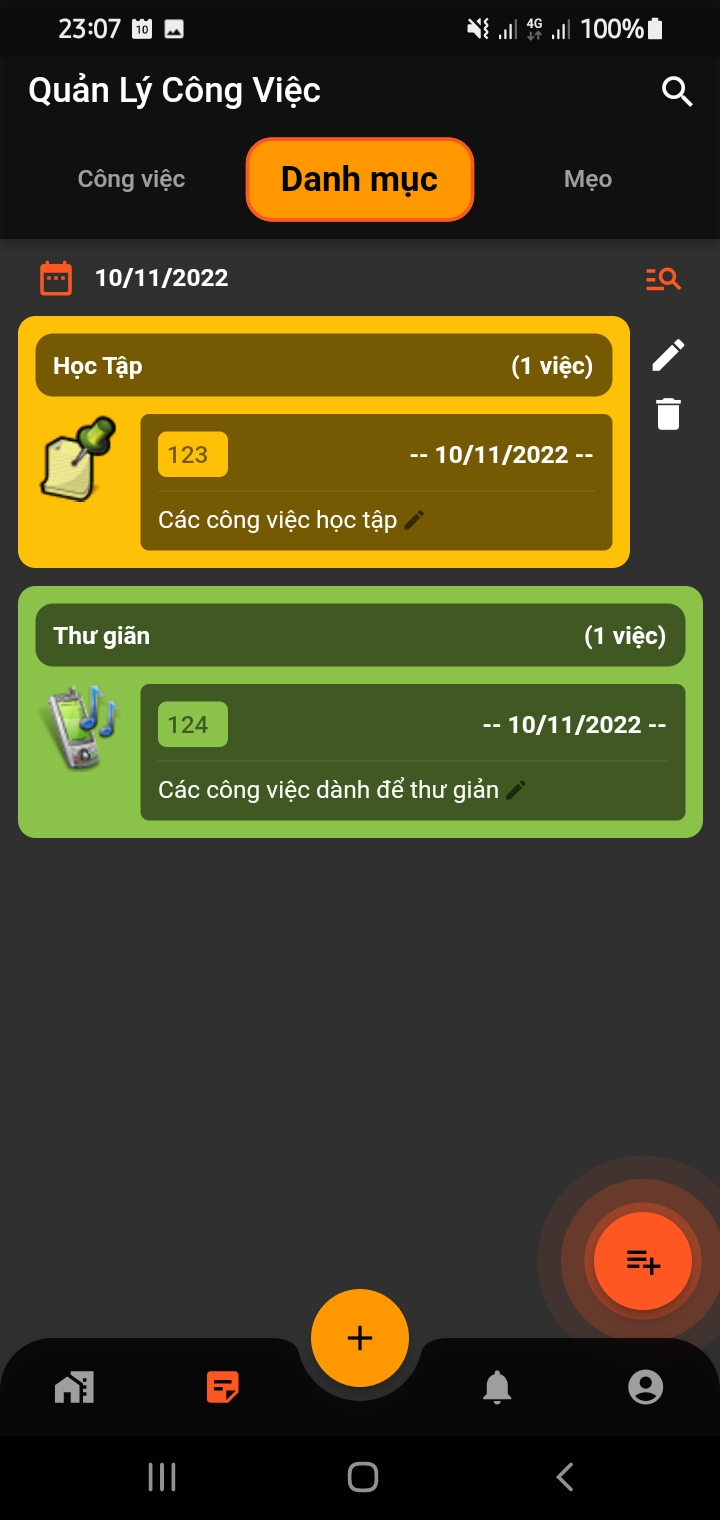 23:07 10 4G 100%
Quản Lý Công Việc
Công việc Danh mục Mẹo
10/11/2022
Học Tập (1 việc)
123 -- 10/11/2022 --
Các công việc học tập
Thư giãn (1 việc)
124 -- 10/11/2022 --
Các công việc dành để thư giản